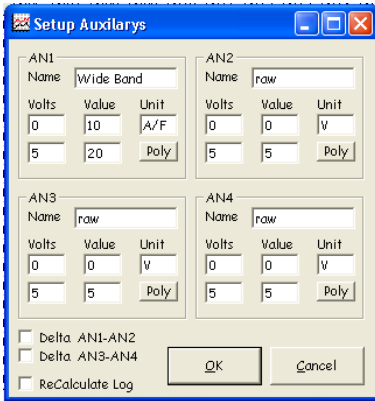 Setup Auxilarys
AN1
Name Wide Band
Volts Value Unit
0 10 A/F
5 20 Poly
AN2
Name raw
Volts Value Unit
0 0 V
5 5 Poly
AN3
Name raw
Volts Value Unit
0 0 V
5 5 Poly
AN4
Name raw
Volts Value Unit
0 0 V
5 5 Poly
Delta AN1-AN2
Delta AN3-AN4
ReCalculate Log
OK
Cancel